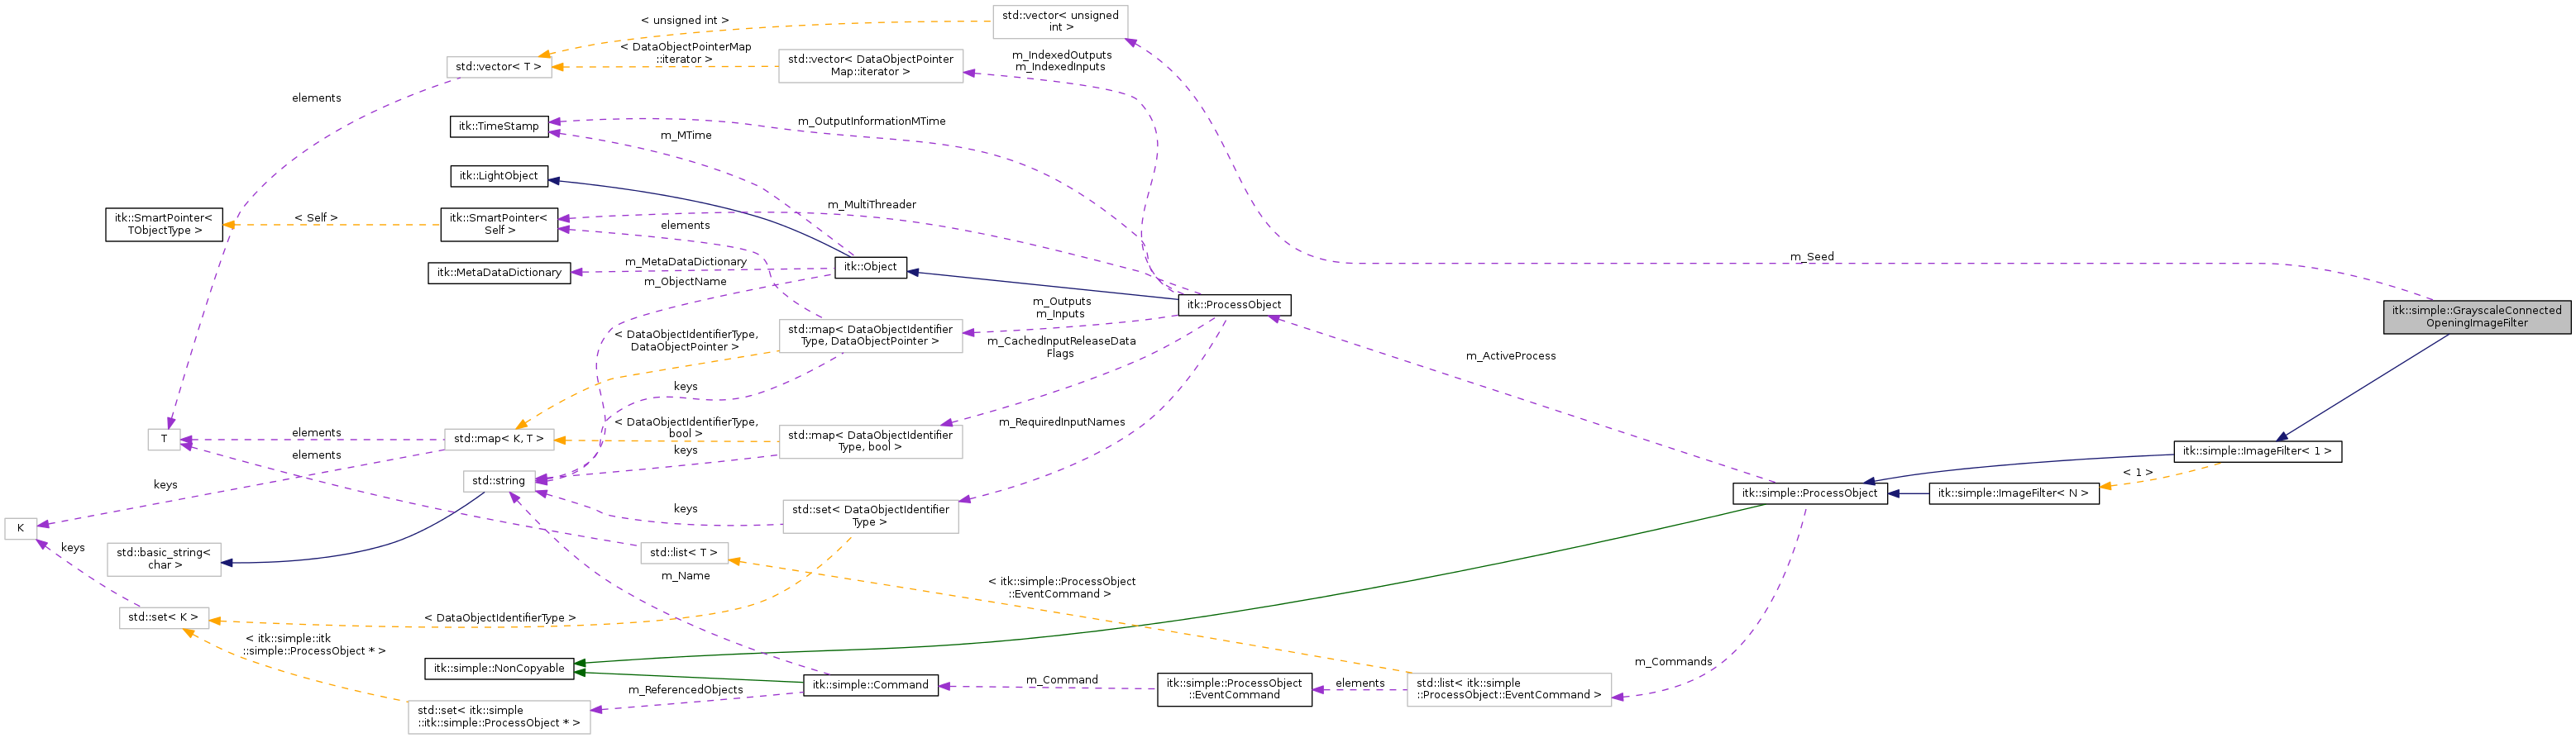 std::vector< unsigned
int >
< unsigned int >
< DataObjectPointerMap
::iterator >
std::vector< T >
std::vector< DataObjectPointer
Map::iterator >
m_IndexedOutputs
m_IndexedInputs
elements
itk::TimeStamp
m_MTime
m_OutputInformationMTime
itk::LightObject
itk::SmartPointer<
TObjectType >
< Self >
itk::SmartPointer<
Self >
m_MultiThreader
elements
itk::MetaDataDictionary
m_MetaDataDictionary
m_ObjectName
itk::Object
m_Seed
itk::ProcessObject
itk::simple::GrayscaleConnected
OpeningImageFilter
m_Outputs
m_Inputs
< DataObjectIdentifierType,
DataObjectPointer >
std::map< DataObjectIdentifier
Type, DataObjectPointer >
m_CachedInputReleaseData
Flags
m_ActiveProcess
keys
< DataObjectIdentifierType,
bool >
m_RequiredInputNames
T
elements
std::map< K, T >
std::map< DataObjectIdentifier
Type, bool >
elements
keys
itk::simple::ImageFilter< 1 >
< 1 >
keys
std::string
itk::simple::ProcessObject
itk::simple::ImageFilter< N >
K
keys
std::set< DataObjectIdentifier
Type >
keys
std::basic_string<
char >
std::list< T >
m_Name
< itk::simple::ProcessObject
::EventCommand >
std::set< K >
< DataObjectIdentifierType >
< itk::simple::itk
::simple::ProcessObject * >
itk::simple::NonCopyable
m_Commands
itk::simple::Command
m_Command
itk::simple::ProcessObject
::EventCommand
elements
std::list< itk::simple
::ProcessObject::EventCommand >
m_ReferencedObjects
std::set< itk::simple
::itk::simple::ProcessObject * >